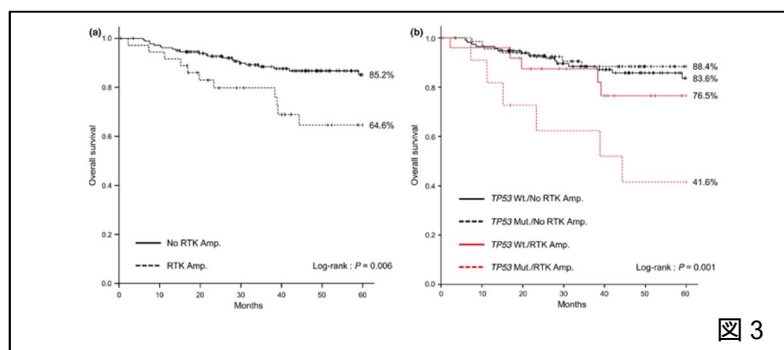 (a)
1.0
0.8
0.6
0.4
0.2
0.0
Overall survival
85.2%
64.6%
No RTK Amp.
RTK Amp.
Log-rank : P = 0.006
0 10 20 30 40 50 60
Months
(b)
1.0
0.8
0.6
0.4
0.2
0.0
Overall survival
88.4%
83.6%
76.5%
41.6%
TP53 Wt./No RTK Amp.
TP53 Mut./No RTK Amp.
TP53 Wt./RTK Amp.
TP53 Mut./RTK Amp.
Log-rank : P = 0.001
0 10 20 30 40 50 60
Months
図 3